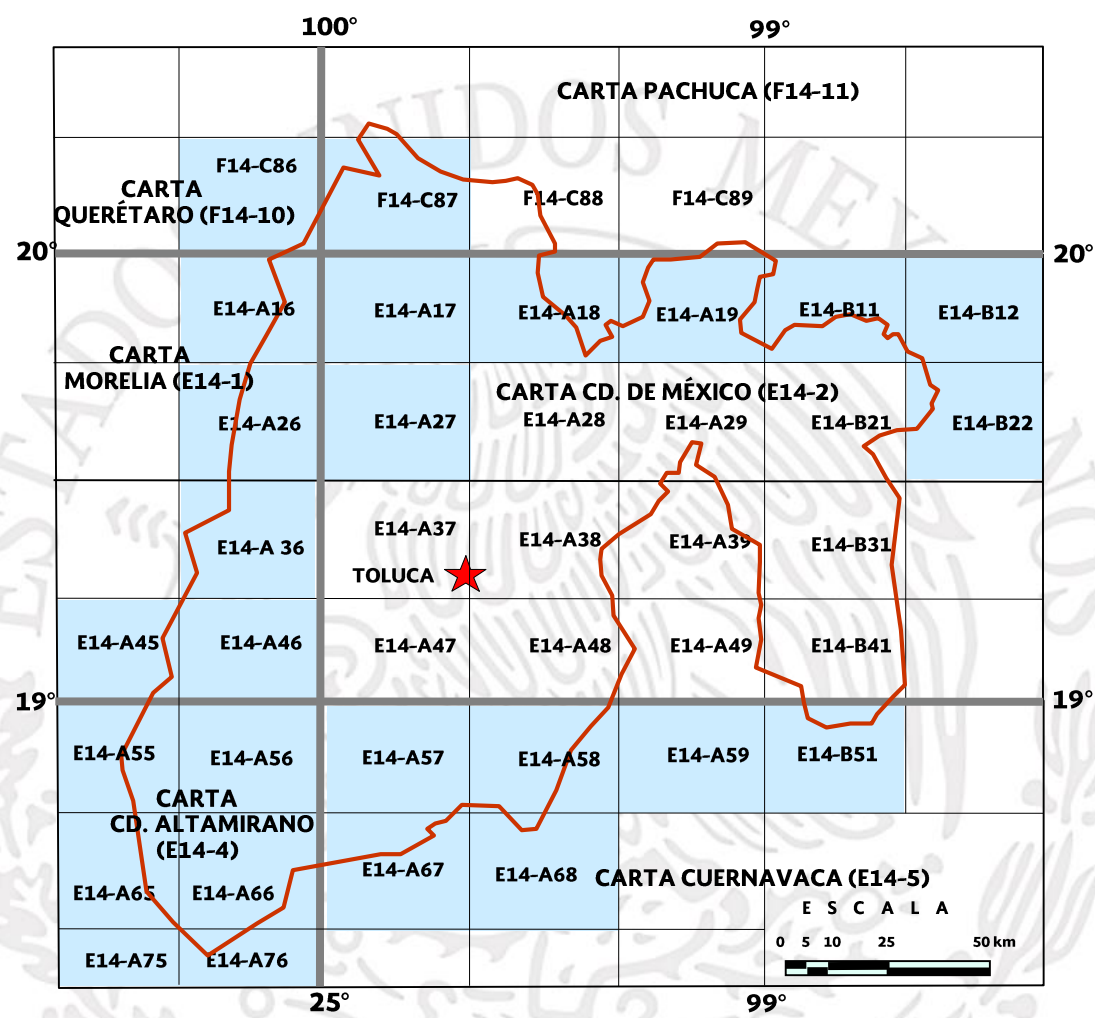 100°
99°
CARTA PACHUCA (F14-11)
F14-C86
CARTA
QUERÉTARO (F14-10)
F14-C87
F14-C88
F14-C89
20°
20°
E14-A16
E14-A17
E14-A18
E14-A19
E14-B11
E14-B12
CARTA
MORELIA (E14-1)
CARTA CD. DE MÉXICO (E14-2)
E14-A26
E14-A27
E14-A28
E14-A29
E14-B21
E14-B22
E14-A 36
E14-A37
E14-A38
E14-A39
E14-B31
TOLUCA
E14-A45
E14-A46
E14-A47
E14-A48
E14-A49
E14-B41
19°
19°
E14-A55
E14-A56
E14-A57
E14-A58
E14-A59
E14-B51
CARTA
CD. ALTAMIRANO
(E14-4)
E14-A65
E14-A66
E14-A67
E14-A68
CARTA CUERNAVACA (E14-5)
E S C A L A
0 5 10 25 50 km
E14-A75
E14-A76
25°
99°